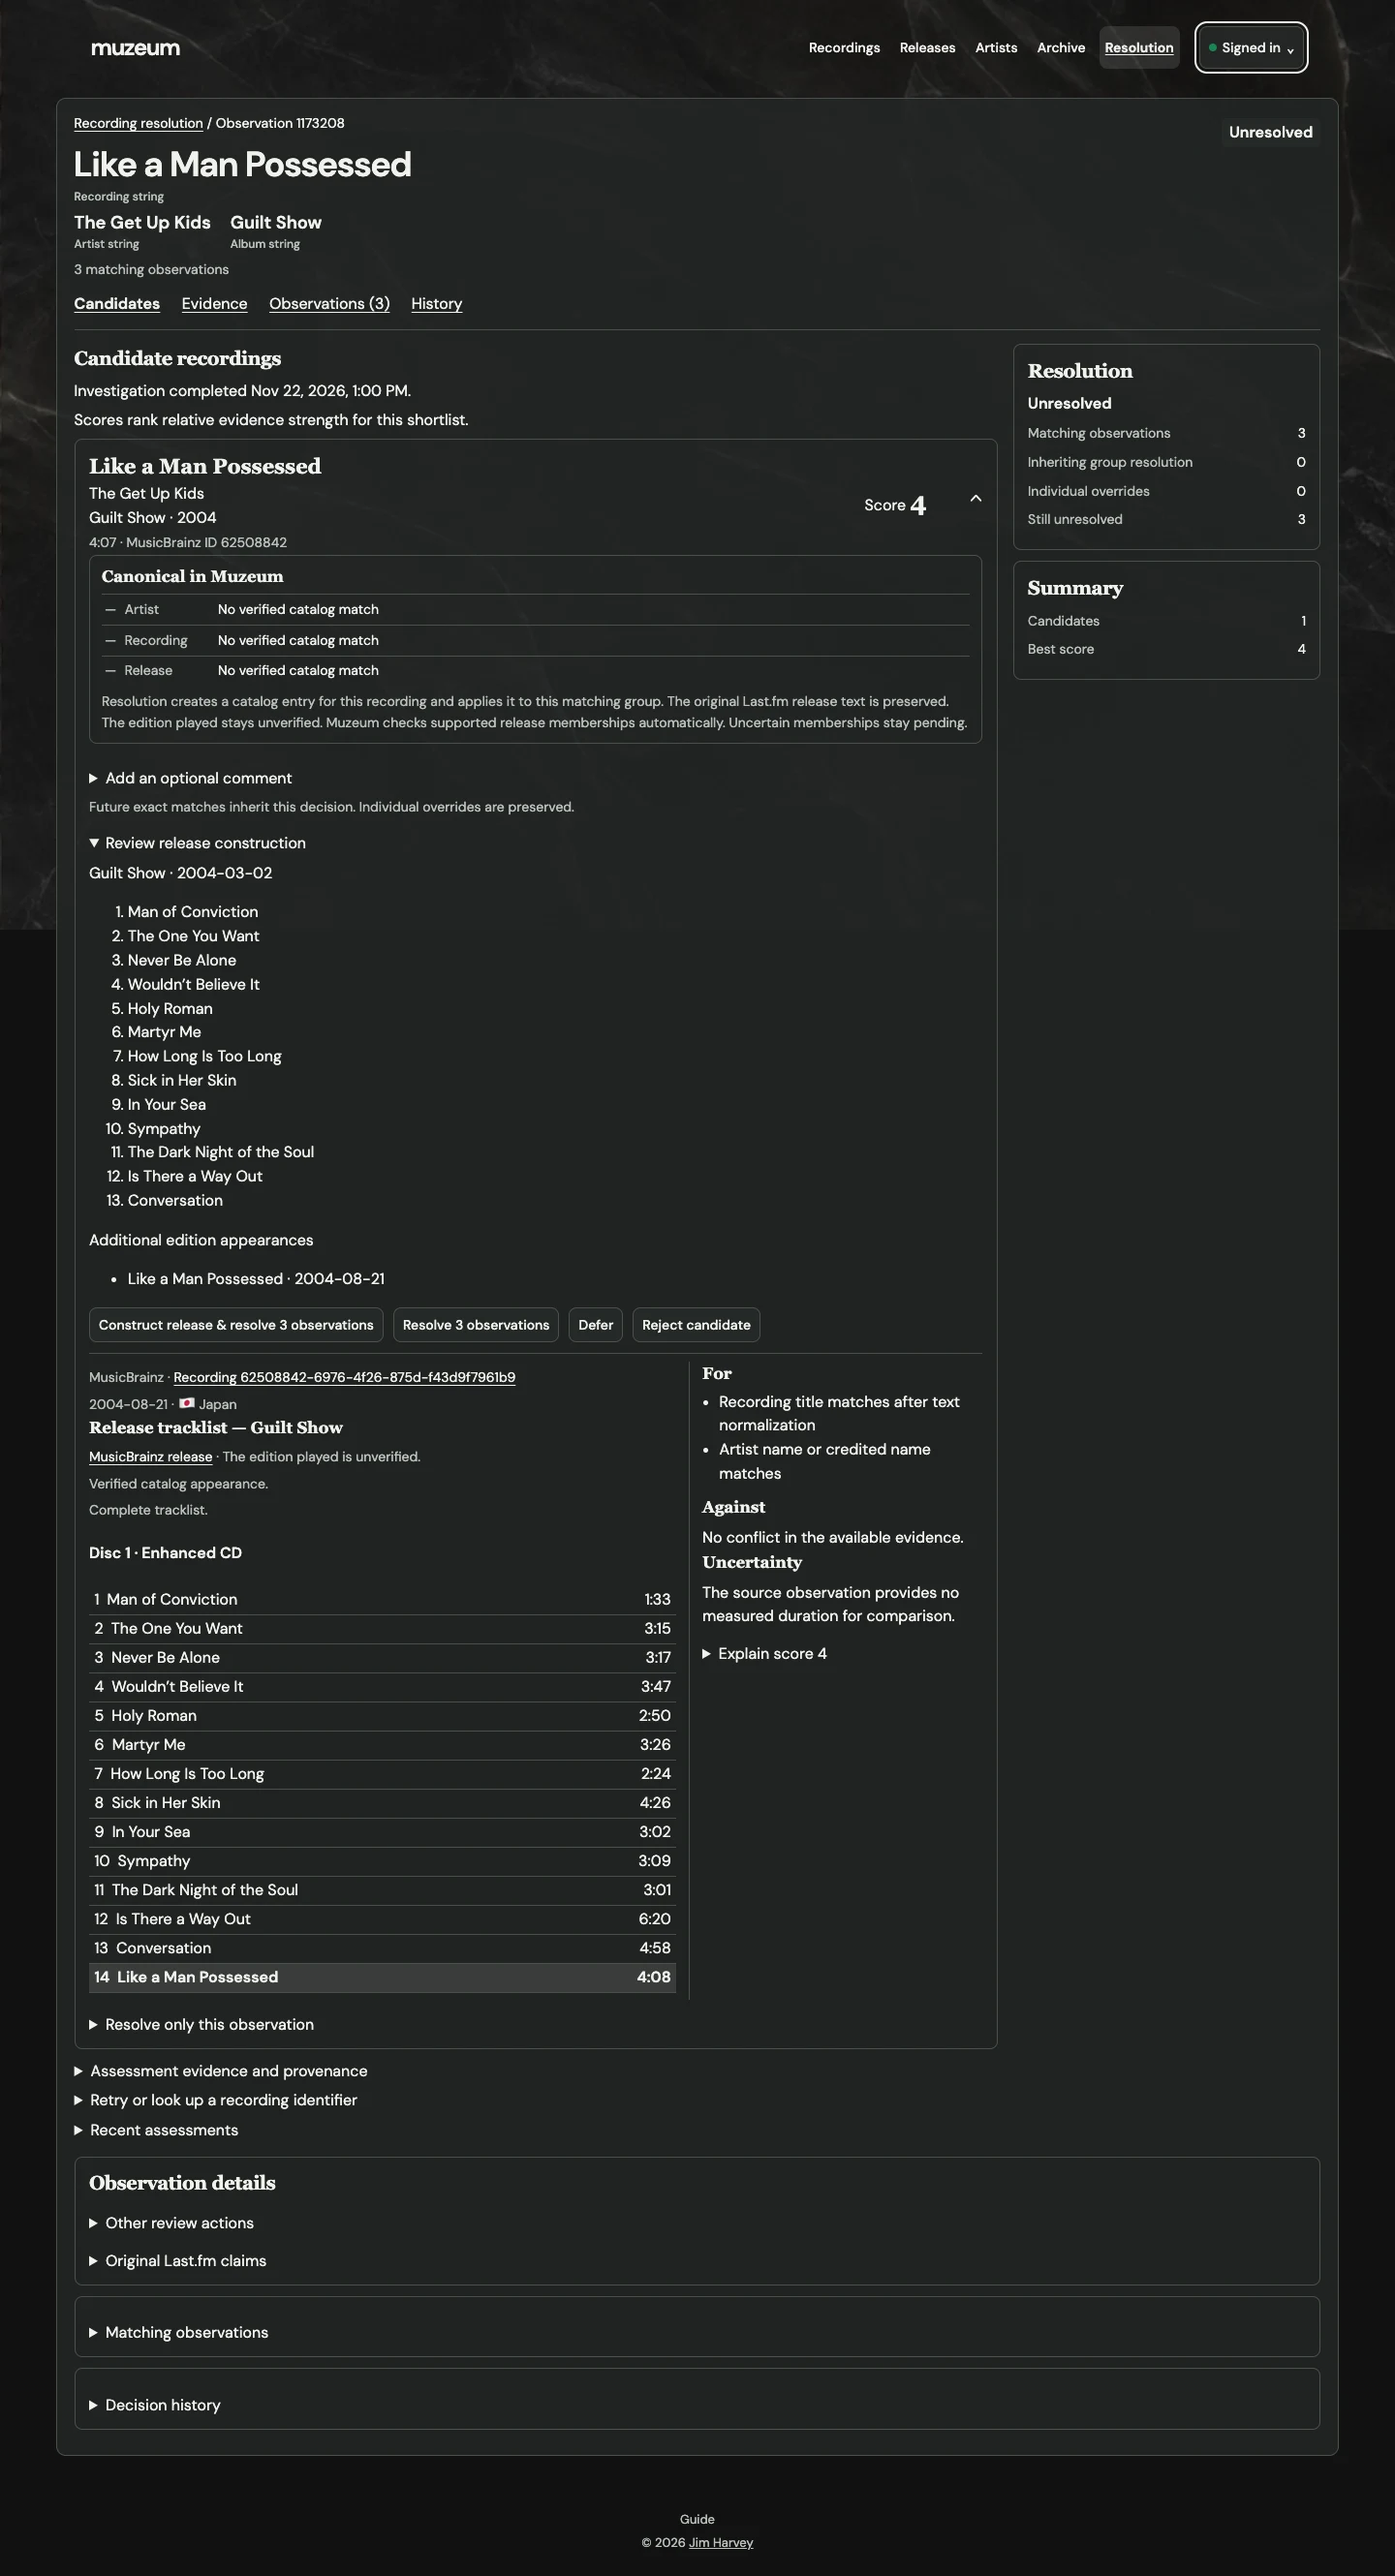 muzeum
Recordings Releases Artists Archive Resolution Signed in
Recording resolution / Observation 1173208
Unresolved
Like a Man Possessed
Recording string
The Get Up Kids Guilt Show
Artist string Album string
3 matching observations
Candidates Evidence Observations (3) History
Candidate recordings
Investigation completed Nov 22, 2026, 1:00 PM.
Scores rank relative evidence strength for this shortlist.
Like a Man Possessed
The Get Up Kids
Guilt Show · 2004
4:07 · MusicBrainz ID 62508842
Score 4
Canonical in Muzeum
— Artist No verified catalog match
— Recording No verified catalog match
— Release No verified catalog match
Resolution creates a catalog entry for this recording and applies it to this matching group. The original Last.fm release text is preserved.
The edition played stays unverified. Muzeum checks supported release memberships automatically. Uncertain memberships stay pending.
Add an optional comment
Future exact matches inherit this decision. Individual overrides are preserved.
Review release construction
Guilt Show · 2004-03-02
1. Man of Conviction
2. The One You Want
3. Never Be Alone
4. Wouldn’t Believe It
5. Holy Roman
6. Martyr Me
7. How Long Is Too Long
8. Sick in Her Skin
9. In Your Sea
10. Sympathy
11. The Dark Night of the Soul
12. Is There a Way Out
13. Conversation
Additional edition appearances
• Like a Man Possessed · 2004-08-21
Construct release & resolve 3 observations Resolve 3 observations Defer Reject candidate
MusicBrainz · Recording 62508842-6976-4f26-875d-f43d9f7961b9
2004-08-21 · 🇯🇵 Japan
Release tracklist — Guilt Show
MusicBrainz release · The edition played is unverified.
Verified catalog appearance.
Complete tracklist.
Disc 1 · Enhanced CD
1 Man of Conviction 1:33
2 The One You Want 3:15
3 Never Be Alone 3:17
4 Wouldn’t Believe It 3:47
5 Holy Roman 2:50
6 Martyr Me 3:26
7 How Long Is Too Long 2:24
8 Sick in Her Skin 4:26
9 In Your Sea 3:02
10 Sympathy 3:09
11 The Dark Night of the Soul 3:01
12 Is There a Way Out 6:20
13 Conversation 4:58
14 Like a Man Possessed 4:08
For
• Recording title matches after text
normalization
• Artist name or credited name
matches
Against
No conflict in the available evidence.
Uncertainty
The source observation provides no
measured duration for comparison.
Explain score 4
Resolve only this observation
Resolution
Unresolved
Matching observations 3
Inheriting group resolution 0
Individual overrides 0
Still unresolved 3
Summary
Candidates 1
Best score 4
Assessment evidence and provenance
Retry or look up a recording identifier
Recent assessments
Observation details
Other review actions
Original Last.fm claims
Matching observations
Decision history
Guide
© 2026 Jim Harvey